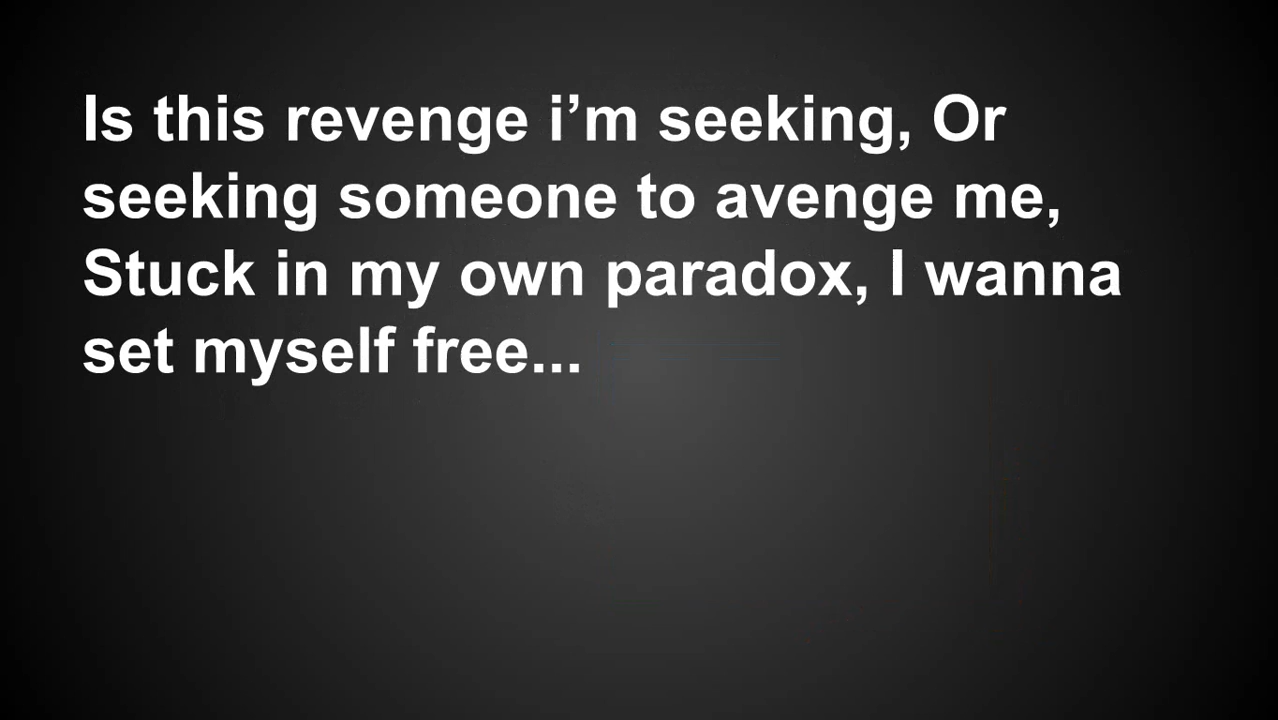 Is this revenge i’m seeking, Or
seeking someone to avenge me,
Stuck in my own paradox, I wanna
set myself free...